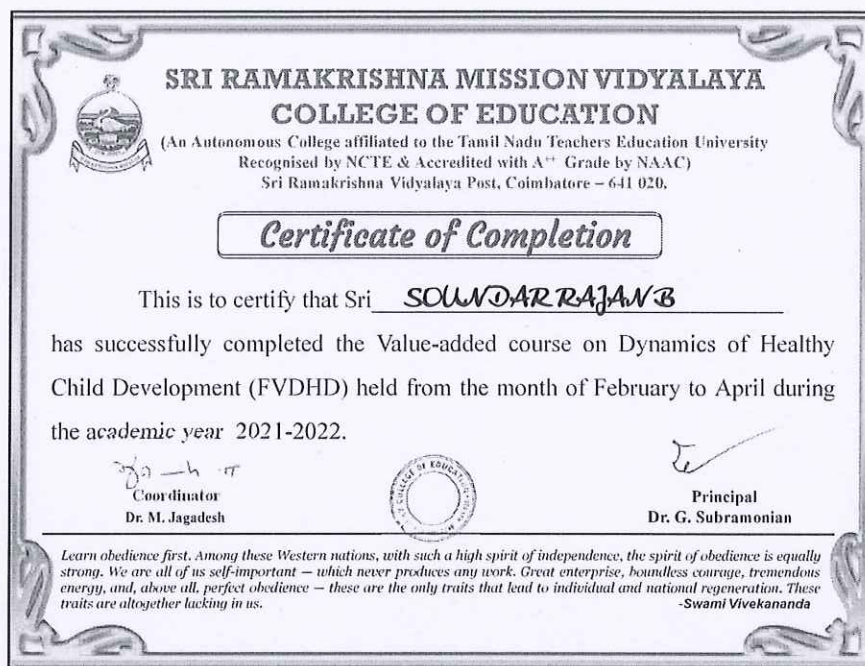 SRI RAMAKRISHNA MISSION VIDYALAYA
COLLEGE OF EDUCATION
(An Autonomous College affiliated to the Tamil Nadu Teachers Education University
Recognised by NCTE & Accredited with A++ Grade by NAAC)
Sri Ramakrishna Vidyalaya Post, Coimbatore – 641 020.
Certificate of Completion
This is to certify that Sri SOUNDARRAJAN B
has successfully completed the Value-added course on Dynamics of Healthy
Child Development (FVDHD) held from the month of February to April during
the academic year 2021-2022.
Coordinator
Dr. M. Jagadesh
COLLEGE OF EDUCATION
Principal
Dr. G. Subramonian
Learn obedience first. Among these Western nations, with such a high spirit of independence, the spirit of obedience is equally
strong. We are all of us self-important — which never produces any work. Great enterprise, boundless courage, tremendous
energy, and, above all, perfect obedience — these are the only traits that lead to individual and national regeneration. These
traits are altogether lacking in us.
-Swami Vivekananda